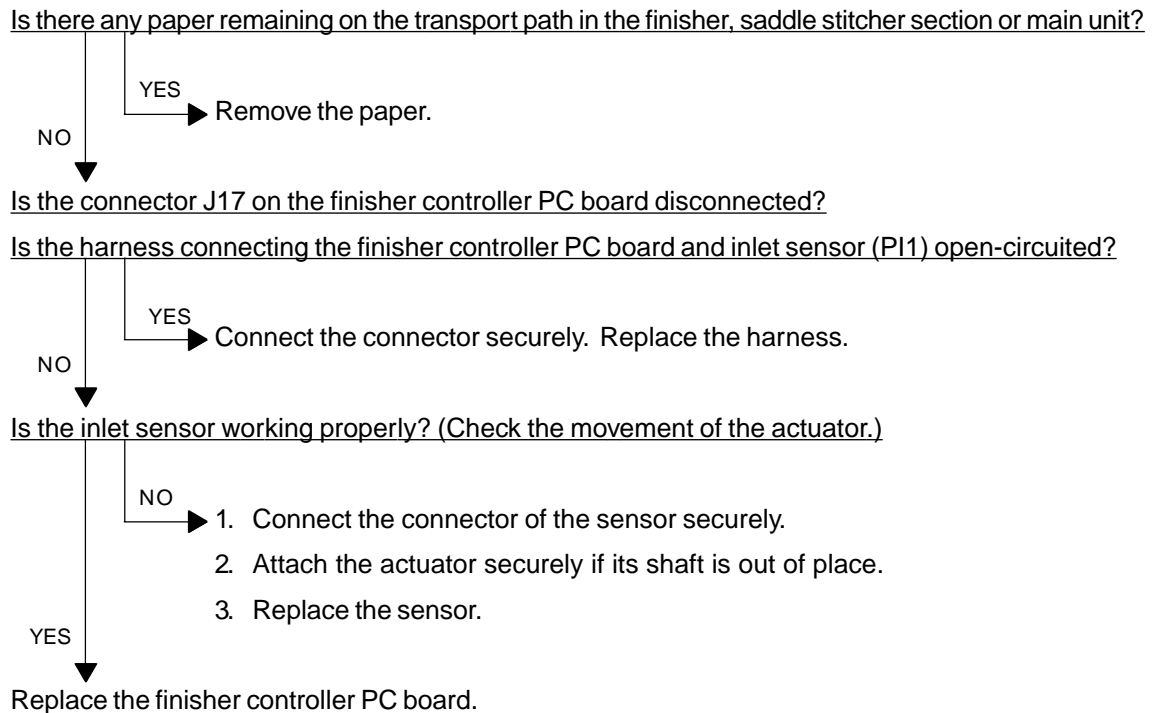 Is there any paper remaining on the transport path in the finisher, saddle stitcher section or main unit?
YES
Remove the paper.
NO
Is the connector J17 on the finisher controller PC board disconnected?
Is the harness connecting the finisher controller PC board and inlet sensor (PI1) open-circuited?
YES
Connect the connector securely. Replace the harness.
NO
Is the inlet sensor working properly? (Check the movement of the actuator.)
NO
1. Connect the connector of the sensor securely.
2. Attach the actuator securely if its shaft is out of place.
3. Replace the sensor.
YES
Replace the finisher controller PC board.